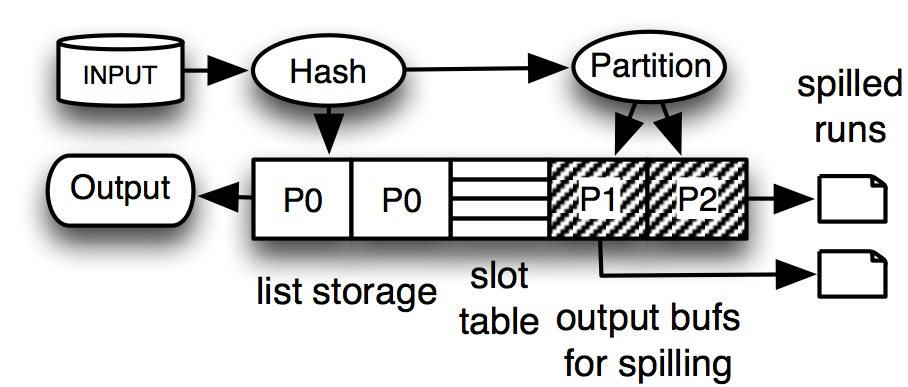 INPUT
Hash
Partition
spilled
runs
Output
P0
P0
P1
P2
list storage
slot
table
output bufs
for spilling